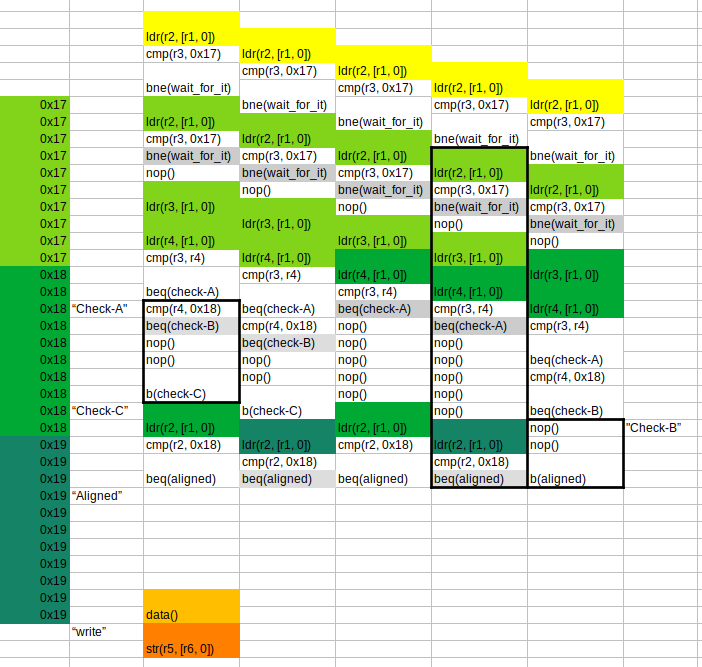 ldr(r2, [r1, 0])
cmp(r3, 0x17) ldr(r2, [r1, 0])
cmp(r3, 0x17) ldr(r2, [r1, 0])
bne(wait_for_it) cmp(r3, 0x17) ldr(r2, [r1, 0])
0x17 bne(wait_for_it) cmp(r3, 0x17) ldr(r2, [r1, 0])
0x17 ldr(r2, [r1, 0]) bne(wait_for_it) cmp(r3, 0x17)
0x17 cmp(r3, 0x17) ldr(r2, [r1, 0]) bne(wait_for_it)
0x17 bne(wait_for_it) cmp(r3, 0x17) ldr(r2, [r1, 0]) bne(wait_for_it)
0x17 nop() bne(wait_for_it) cmp(r3, 0x17) ldr(r2, [r1, 0])
0x17 nop() bne(wait_for_it) cmp(r3, 0x17) ldr(r2, [r1, 0])
0x17 ldr(r3, [r1, 0]) nop() bne(wait_for_it) cmp(r3, 0x17)
0x17 ldr(r3, [r1, 0]) nop() bne(wait_for_it)
0x17 ldr(r4, [r1, 0]) ldr(r3, [r1, 0]) nop()
0x17 cmp(r3, r4) ldr(r4, [r1, 0]) ldr(r3, [r1, 0])
0x18 cmp(r3, r4) ldr(r4, [r1, 0]) ldr(r3, [r1, 0])
0x18 beq(check-A) cmp(r3, r4) ldr(r4, [r1, 0])
0x18 “Check-A" cmp(r4, 0x18) beq(check-A) beq(check-A) cmp(r3, r4) ldr(r4, [r1, 0])
0x18 beq(check-B) cmp(r4, 0x18) nop() beq(check-A) cmp(r3, r4)
0x18 nop() beq(check-B) nop() nop()
0x18 nop() nop() nop() nop() beq(check-A)
0x18 nop() nop() nop() cmp(r4, 0x18)
0x18 b(check-C) nop() nop()
0x18 “Check-C” b(check-C) nop() beq(check-B)
0x18 ldr(r2, [r1, 0]) ldr(r2, [r1, 0]) nop() "Check-B”
0x19 cmp(r2, 0x18) ldr(r2, [r1, 0]) cmp(r2, 0x18) ldr(r2, [r1, 0]) nop()
0x19 cmp(r2, 0x18) cmp(r2, 0x18)
0x19 beq(aligned) beq(aligned) beq(aligned) beq(aligned) b(aligned)
0x19 “Aligned”
0x19
0x19
0x19
0x19
0x19
0x19
0x19 data()
“write”
str(r5, [r6, 0])